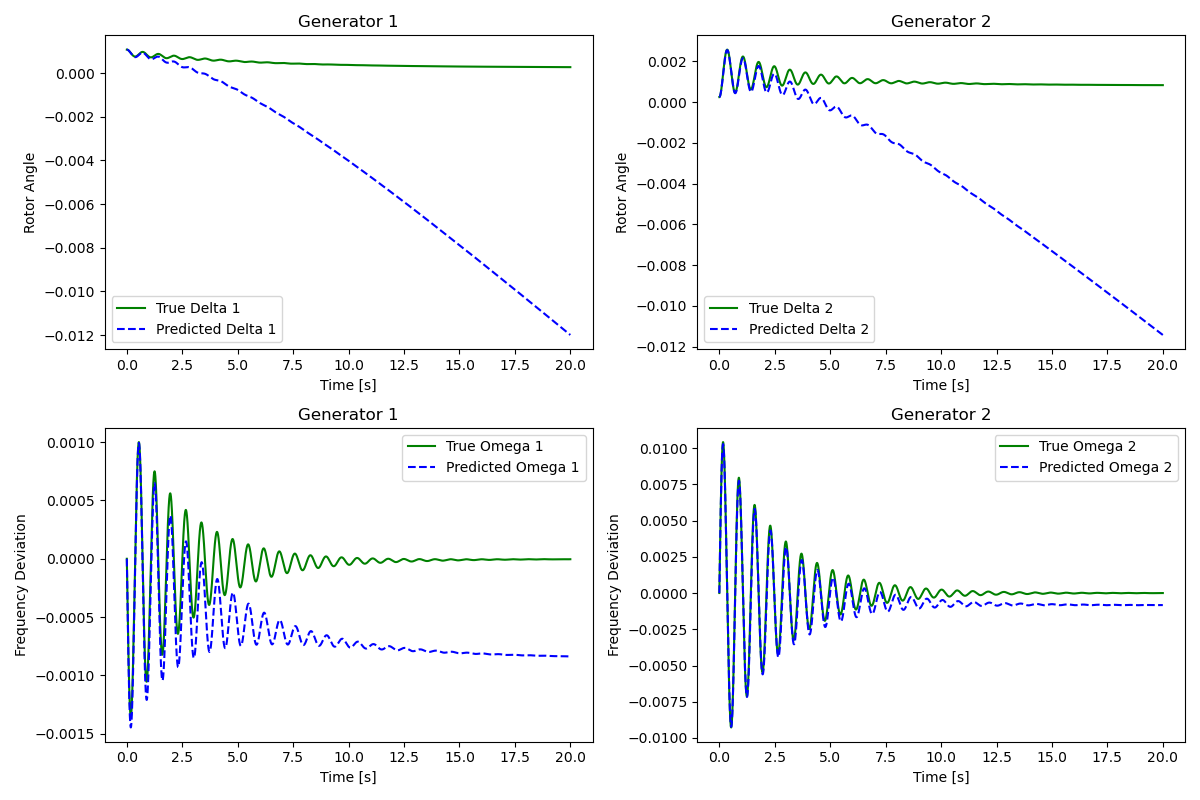 Generator 1
Rotor Angle
0.000
−0.002
−0.004
−0.006
−0.008
−0.010
−0.012
True Delta 1
Predicted Delta 1
0.0 2.5 5.0 7.5 10.0 12.5 15.0 17.5 20.0
Time [s]
Generator 2
Rotor Angle
0.002
0.000
−0.002
−0.004
−0.006
−0.008
−0.010
−0.012
True Delta 2
Predicted Delta 2
0.0 2.5 5.0 7.5 10.0 12.5 15.0 17.5 20.0
Time [s]
Generator 1
Frequency Deviation
0.0010
0.0005
0.0000
−0.0005
−0.0010
−0.0015
True Omega 1
Predicted Omega 1
0.0 2.5 5.0 7.5 10.0 12.5 15.0 17.5 20.0
Time [s]
Generator 2
Frequency Deviation
0.0100
0.0075
0.0050
0.0025
0.0000
−0.0025
−0.0050
−0.0075
−0.0100
True Omega 2
Predicted Omega 2
0.0 2.5 5.0 7.5 10.0 12.5 15.0 17.5 20.0
Time [s]